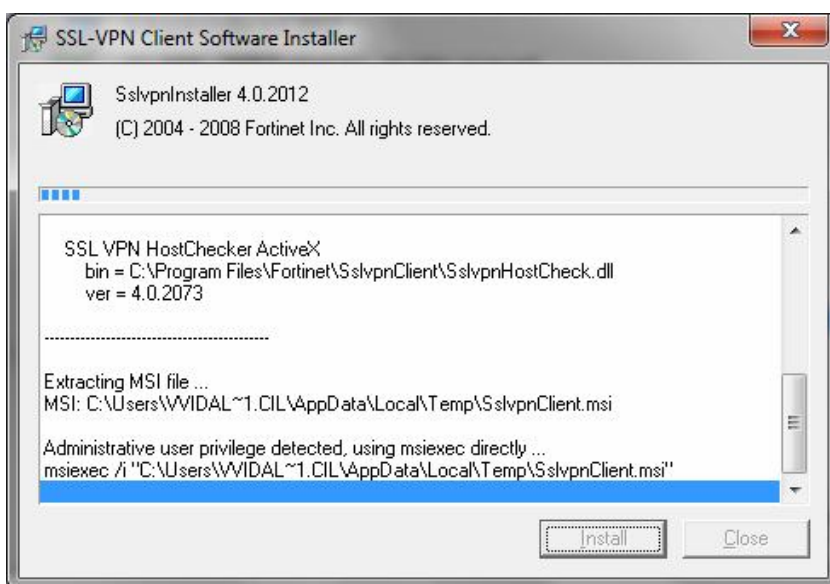 SSL-VPN Client Software Installer
SslvpnInstaller 4.0.2012
(C) 2004 - 2008 Fortinet Inc. All rights reserved.
SSL VPN HostChecker ActiveX
bin = C:\Program Files\Fortinet\SslvpnClient\SslvpnHostCheck.dll
ver = 4.0.2073
------------------------------------------
Extracting MSI file ...
MSI: C:\Users\VVIDAL~1.CIL\AppData\Local\Temp\SslvpnClient.msi
Administrative user privilege detected, using msiexec directly ...
msiexec /i "C:\Users\VVIDAL~1.CIL\AppData\Local\Temp\SslvpnClient.msi"
Install
Close